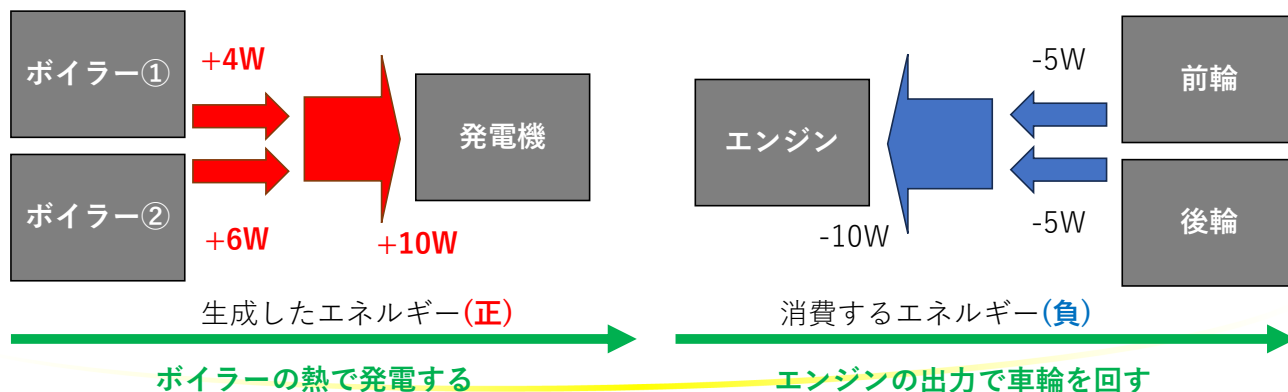 ボイラー①
+4W
ボイラー②
+6W
+10W
発電機
生成したエネルギー(正)
ボイラーの熱で発電する
エンジン
-10W
-5W
前輪
-5W
後輪
消費するエネルギー(負)
エンジンの出力で車輪を回す